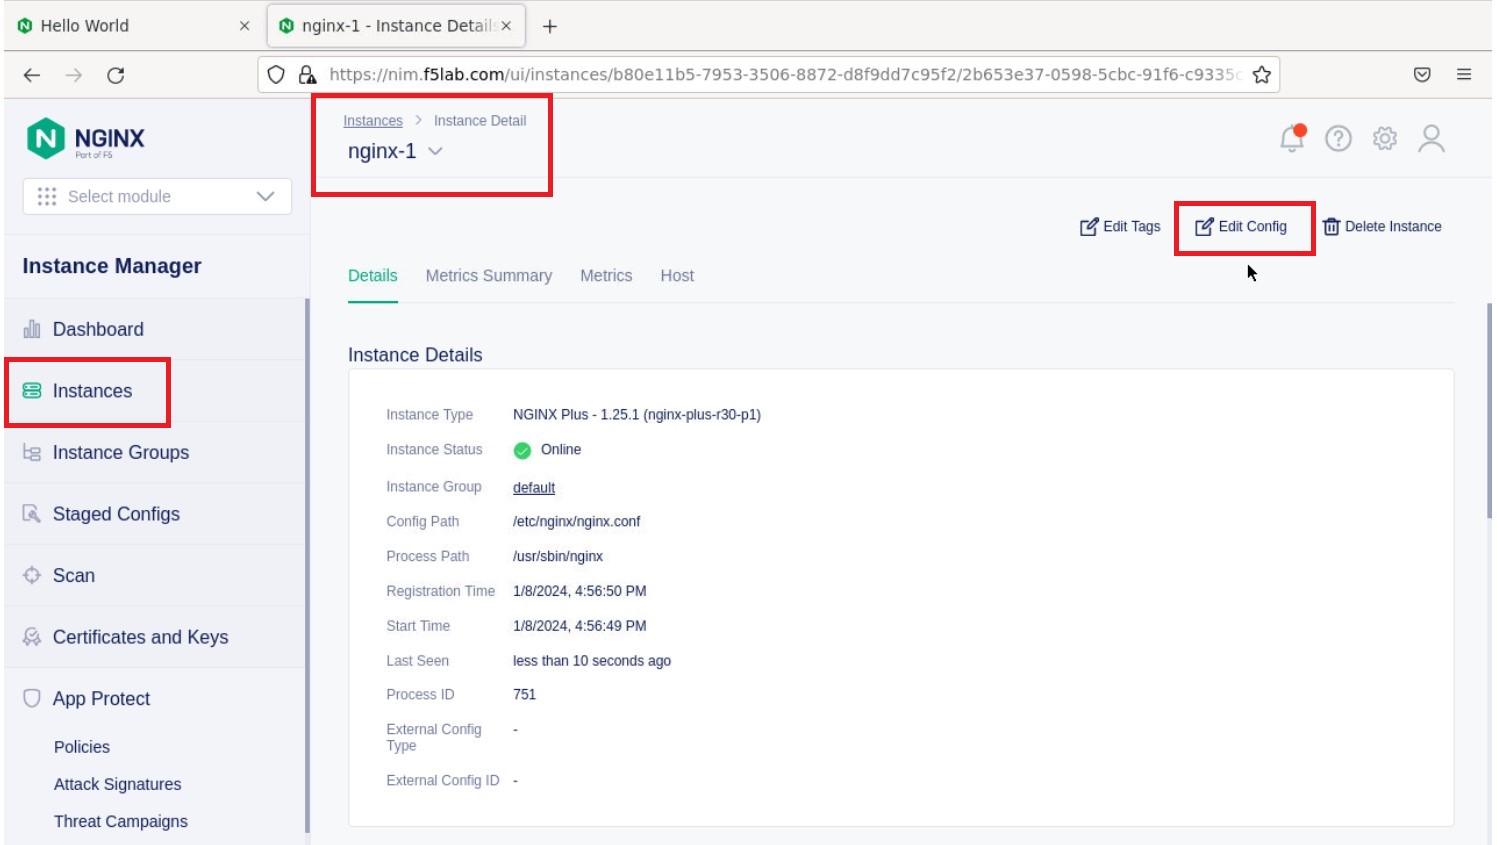 Hello World
nginx-1 - Instance Details
https://nim.f5lab.com/ui/instances/b80e11b5-7953-3506-8872-d8f9dd7c95f2/2b653e37-0598-5cbc-91f6-c9335c
NGINX
Part of F5
Select module
Instance Manager
Dashboard
Instances
Instance Groups
Staged Configs
Scan
Certificates and Keys
App Protect
Policies
Attack Signatures
Threat Campaigns
Instances > Instance Detail
nginx-1
Edit Tags Edit Config Delete Instance
Details Metrics Summary Metrics Host
Instance Details
Instance Type NGINX Plus - 1.25.1 (nginx-plus-r30-p1)
Instance Status Online
Instance Group default
Config Path /etc/nginx/nginx.conf
Process Path /usr/sbin/nginx
Registration Time 1/8/2024, 4:56:50 PM
Start Time 1/8/2024, 4:56:49 PM
Last Seen less than 10 seconds ago
Process ID 751
External Config -
Type
External Config ID -